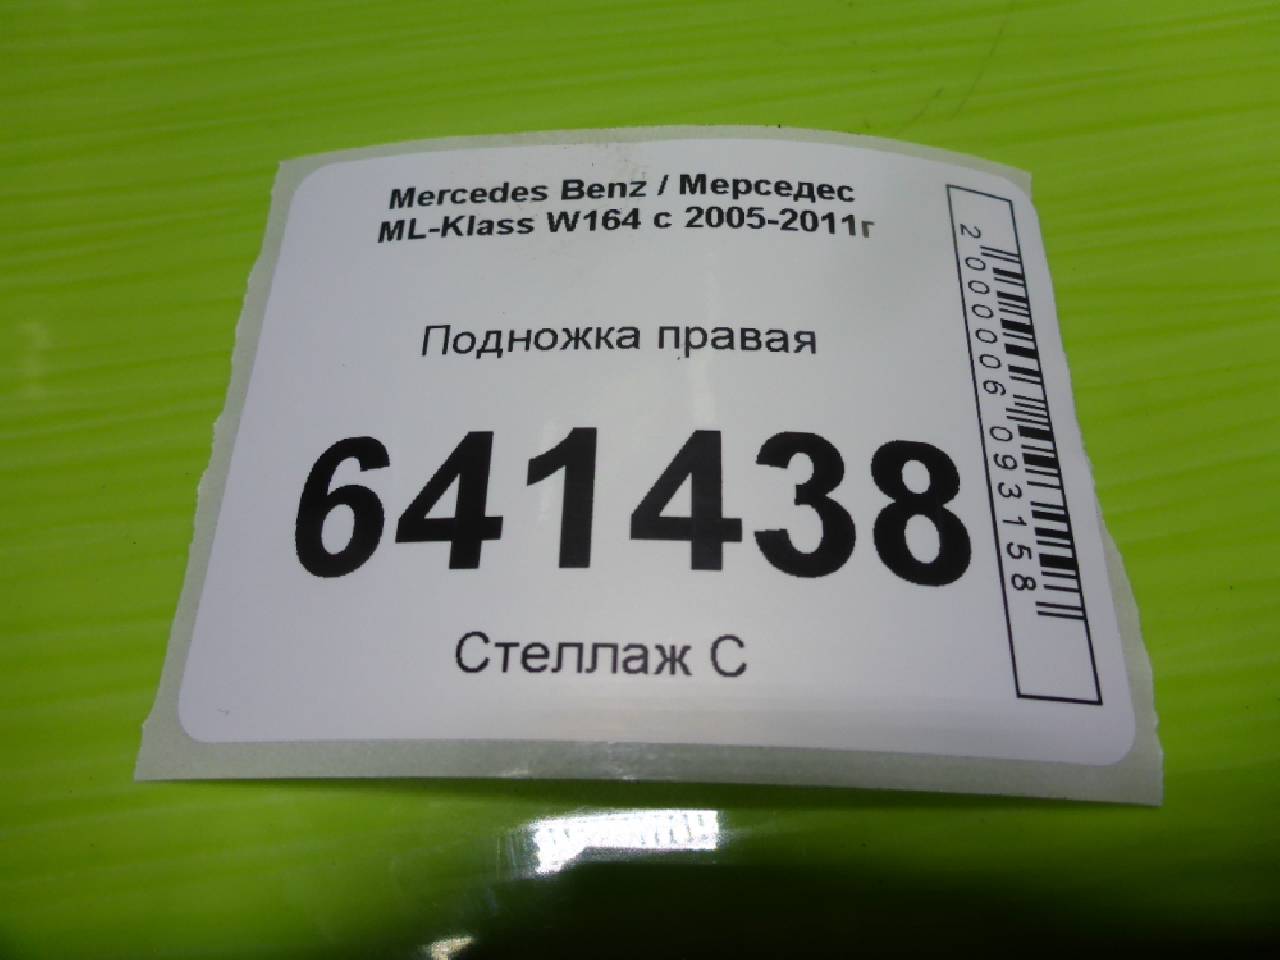 Mercedes Benz / Мерседес
ML-Klass W164 с 2005-2011г
Подножка правая
641438
Стеллаж С
2000006093158